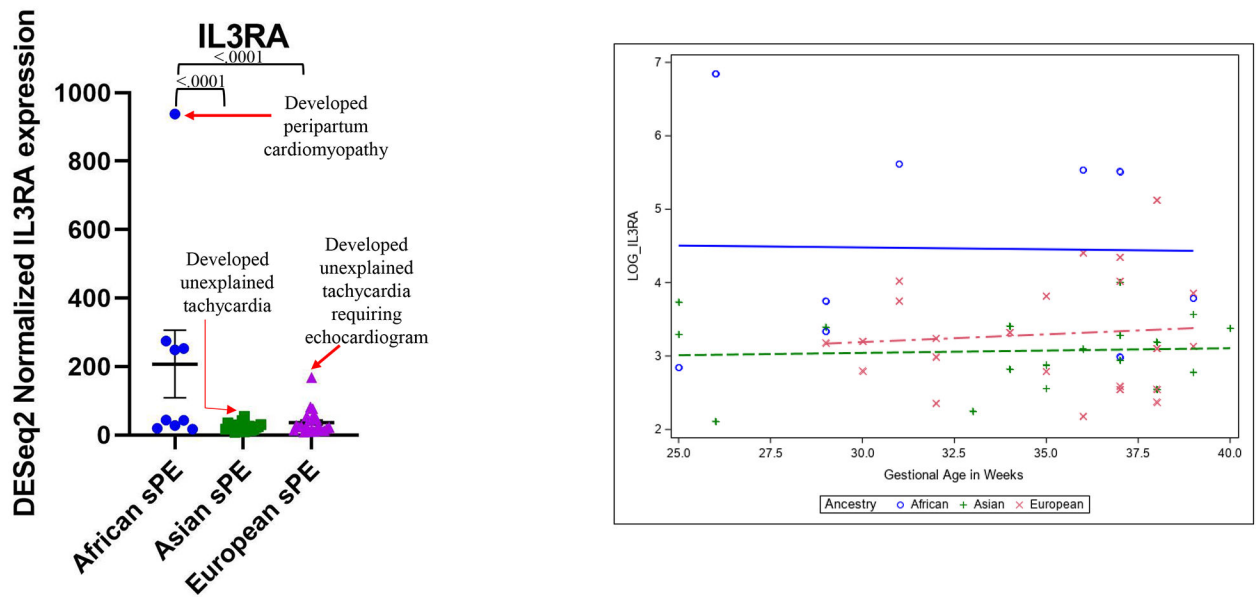 IL3RA
<.0001
<.0001
DESeq2 Normalized IL3RA expression
1000
800
600
400
200
0
Developed
peripartum
cardiomyopathy
Developed
unexplained
tachycardia
Developed
unexplained
tachycardia
requiring
echocardiogram
African sPE
Asian sPE
European sPE
7
6
5
4
3
2
LOG_IL3RA
25.0 27.5 30.0 32.5 35.0 37.5 40.0
Gestional Age in Weeks
Ancestry African Asian European